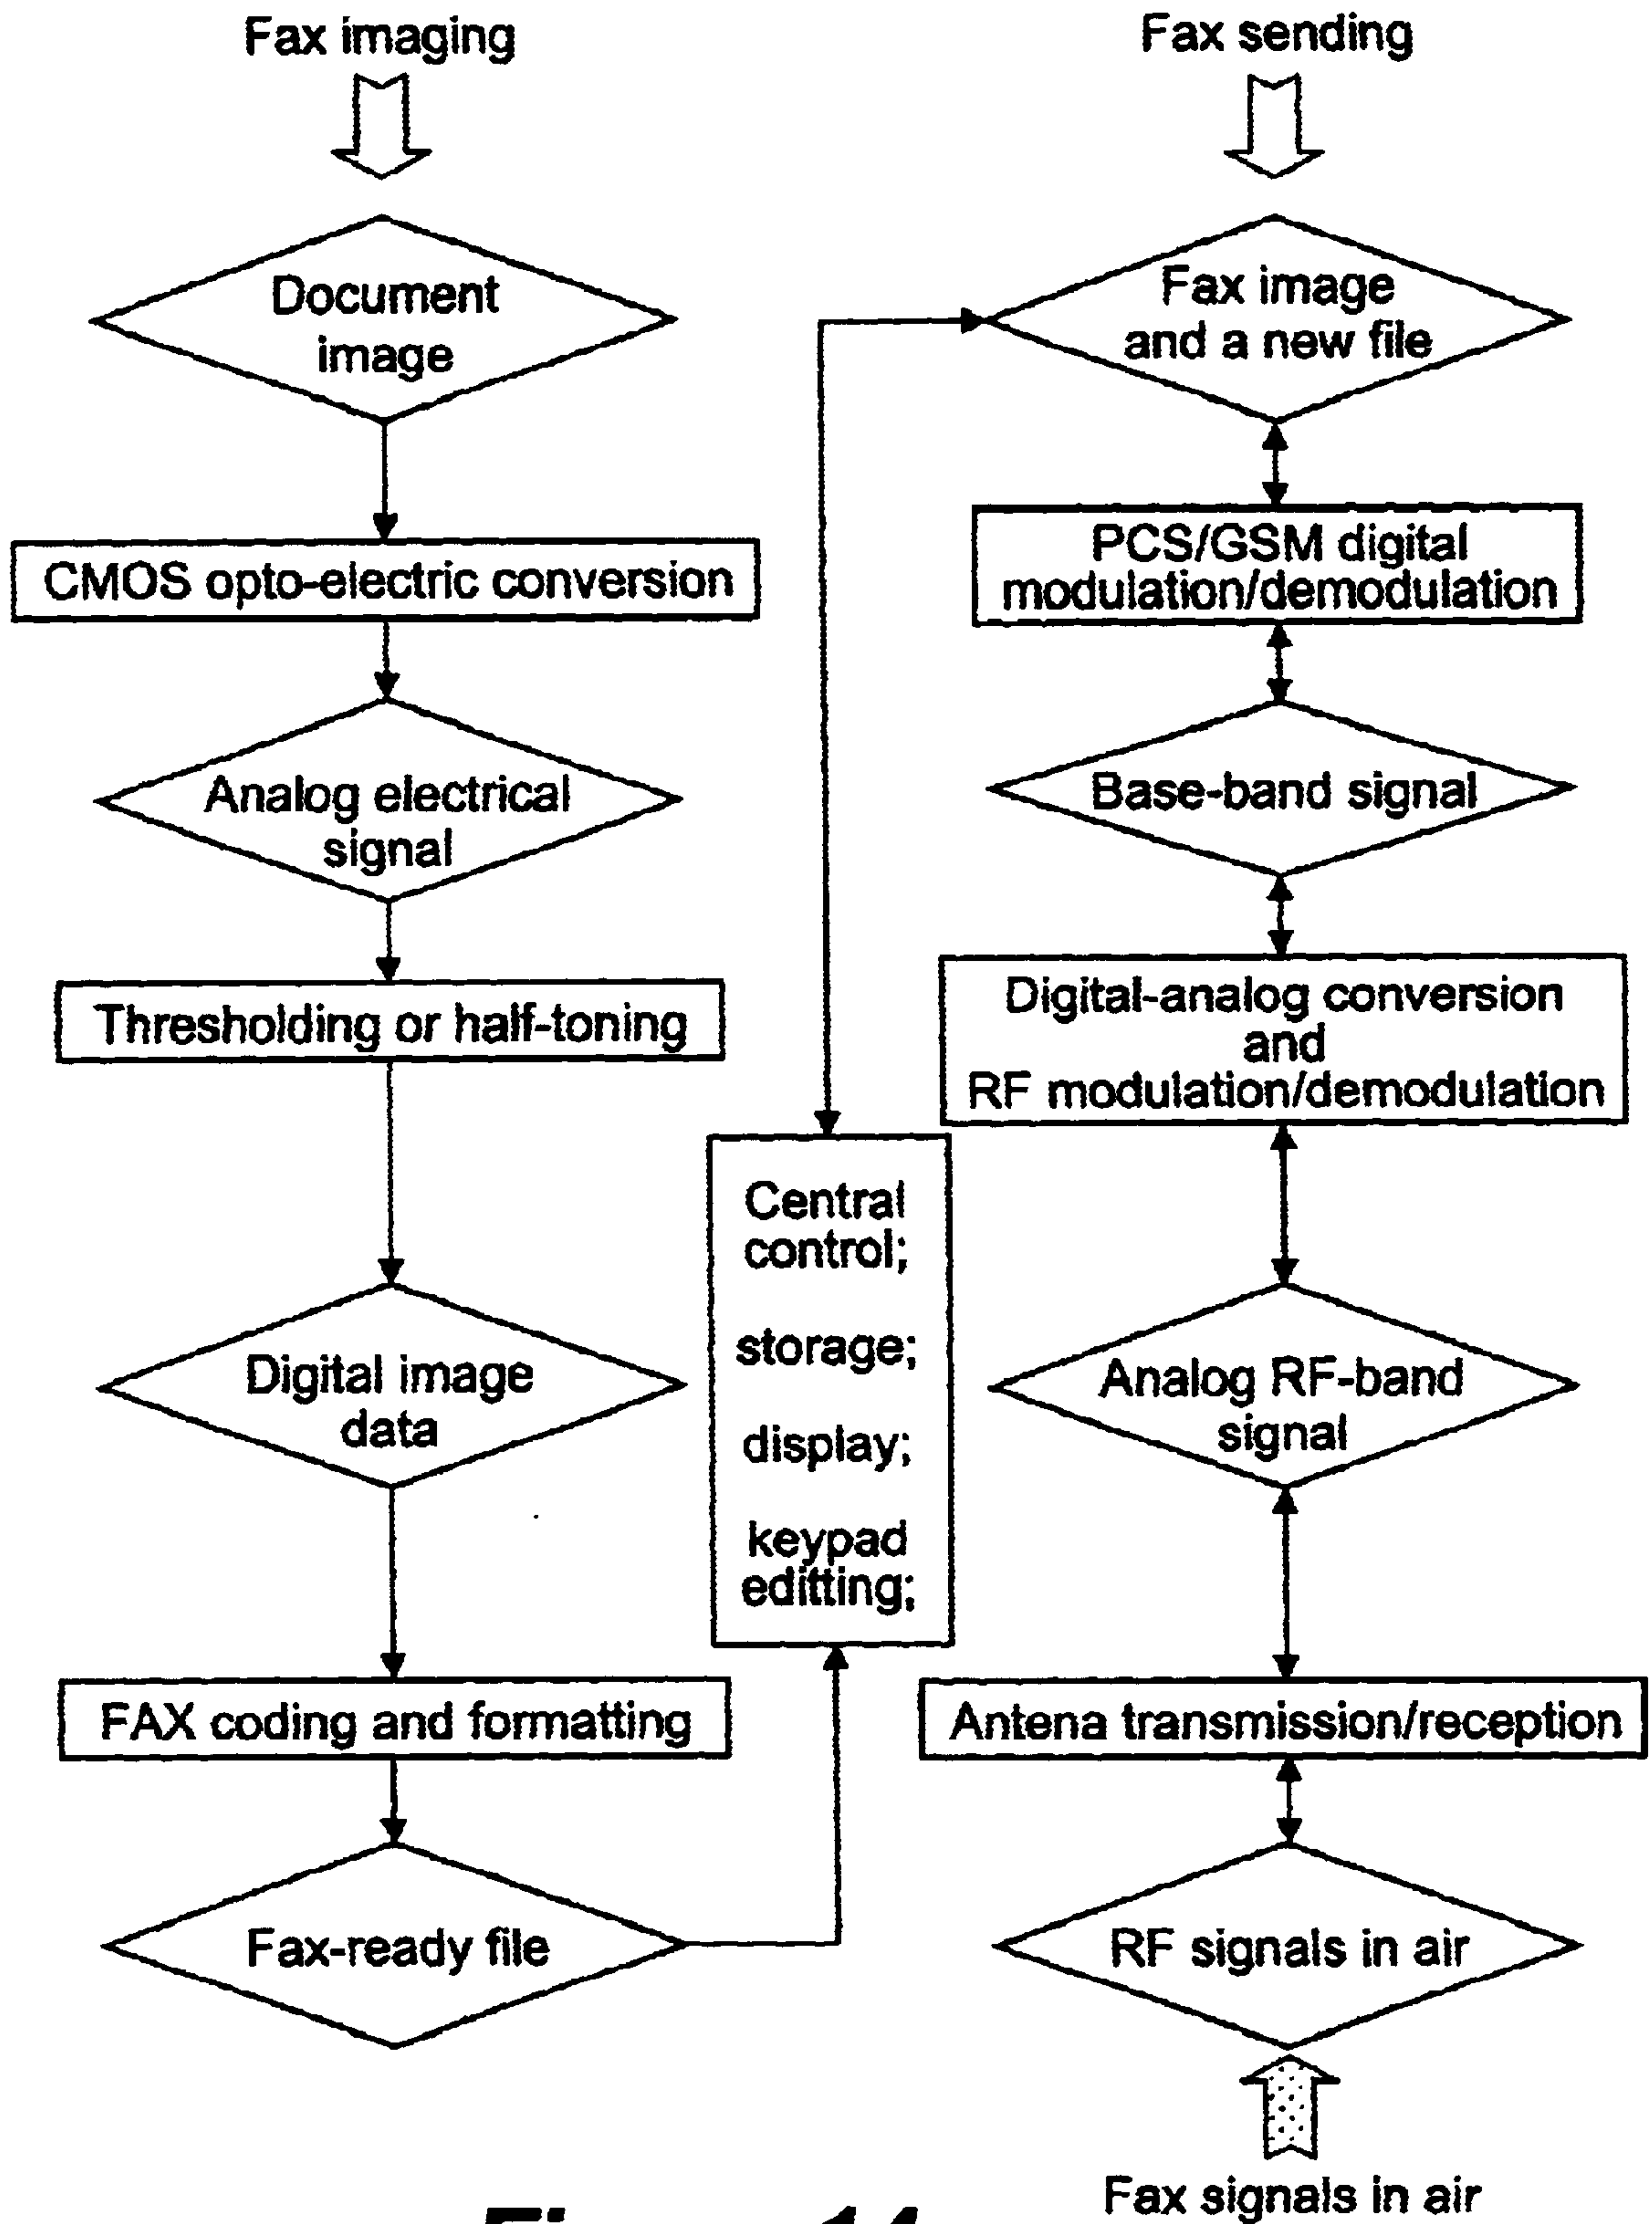 Fax imaging
Document
image
CMOS opto-electric conversion
Analog electrical
signal
Thresholding or half-toning
Digital image
data
FAX coding and formatting
Fax-ready file
Central
control;
storage;
display;
keypad
editting;
Fax sending
Fax image
and a new file
PCS/GSM digital
modulation/demodulation
Base-band signal
Digital-analog conversion
and
RF modulation/demodulation
Analog RF-band
signal
Antena transmission/reception
RF signals in air
Fax signals in air